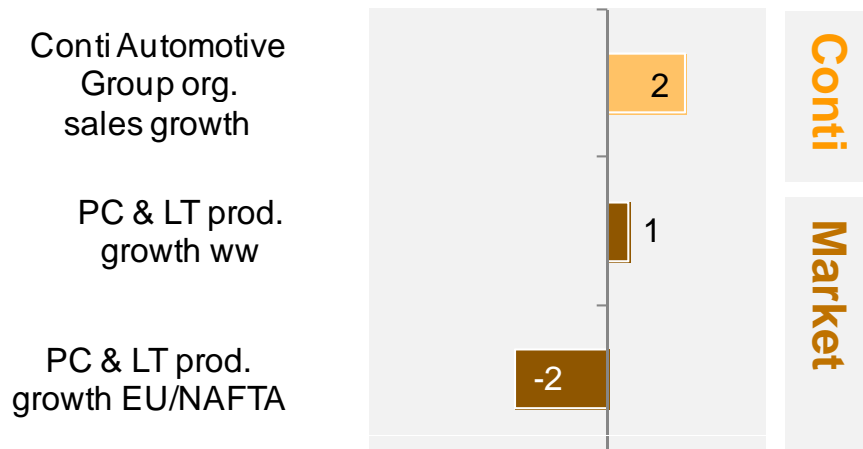 Conti Automotive
Group org.
sales growth
2
Conti
PC & LT prod.
growth ww
1
Market
PC & LT prod.
growth EU/NAFTA
-2